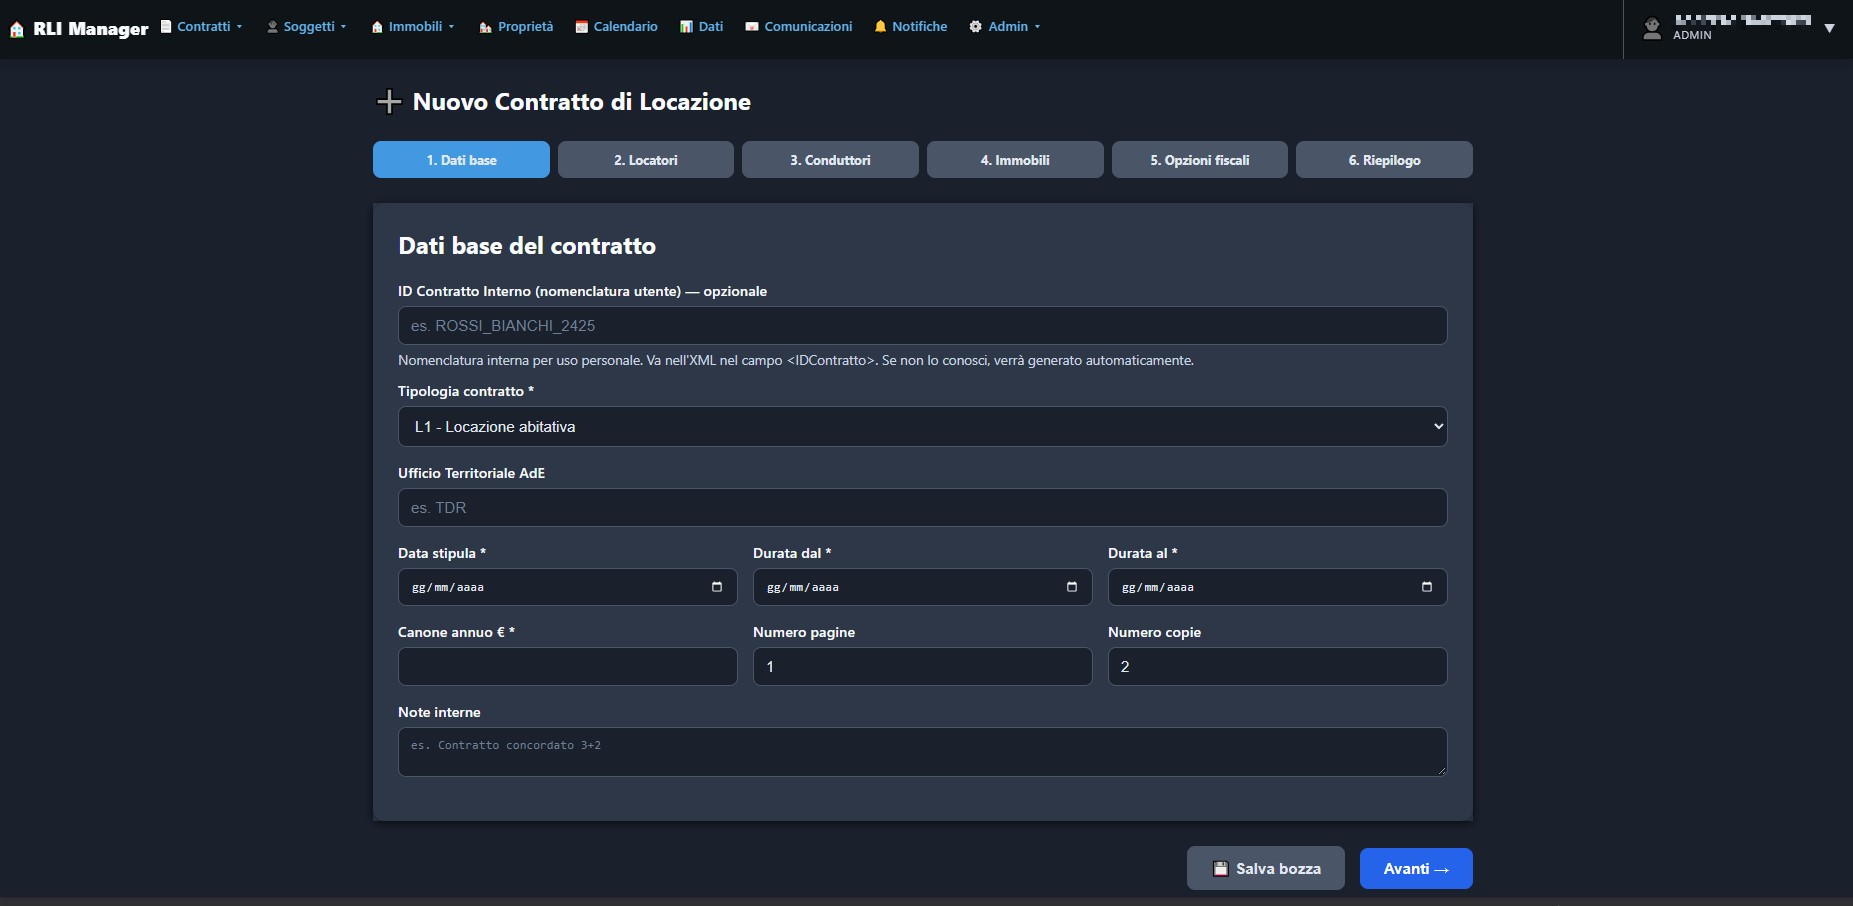 RLI Manager
Contratti
Soggetti
Immobili
Proprietà
Calendario
Dati
Comunicazioni
Notifiche
Admin
ADMIN
Nuovo Contratto di Locazione
1. Dati base
2. Locatori
3. Conduttori
4. Immobili
5. Opzioni fiscali
6. Riepilogo
Dati base del contratto
ID Contratto Interno (nomenclatura utente) — opzionale
es. ROSSI_BIANCHI_2425
Nomenclatura interna per uso personale. Va nell'XML nel campo <IDContratto>. Se non lo conosci, verrà generato automaticamente.
Tipologia contratto *
L1 - Locazione abitativa
Ufficio Territoriale AdE
es. TDR
Data stipula *
Durata dal *
Durata al *
gg/mm/aaaa
gg/mm/aaaa
gg/mm/aaaa
Canone annuo € *
Numero pagine
Numero copie
1
2
Note interne
es. Contratto concordato 3+2
Salva bozza
Avanti →